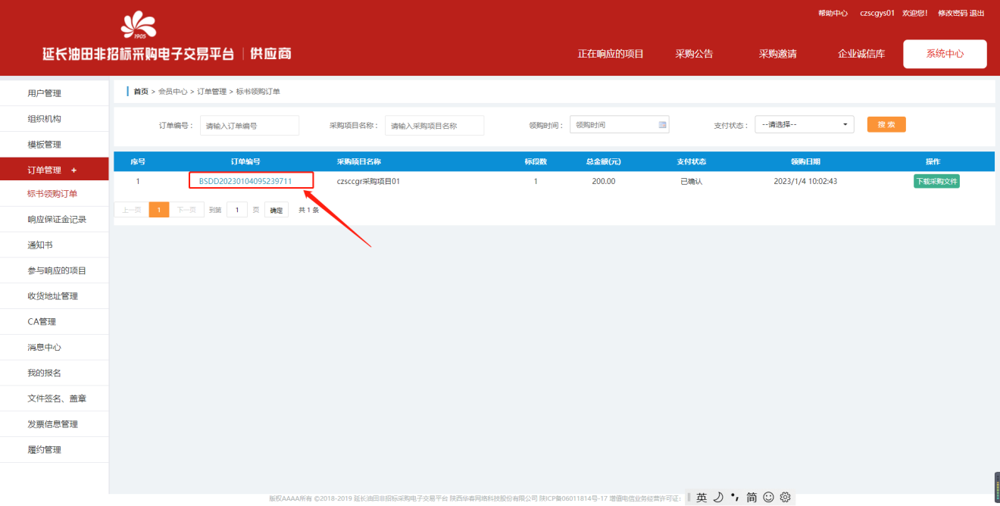 帮助中心 czscgys01 欢迎您! 修改密码 退出
1905
延长油田非招标采购电子交易平台 | 供应商
正在响应的项目 采购公告 采购邀请 企业诚信库 系统中心
用户管理
组织机构
模板管理
订单管理 +
标书领购订单
响应保证金记录
通知书
参与响应的项目
收货地址管理
CA管理
消息中心
我的报名
文件签名、盖章
发票信息管理
履约管理
首页 > 会员中心 > 订单管理 > 标书领购订单
订单编号： 请输入订单编号 采购项目名称： 请输入采购项目名称 领购时间： 领购时间 支付状态： --请选择-- 搜 索
序号 订单编号 采购项目名称 标段数 总金额(元) 支付状态 领购日期 操作
1 BSDD20230104095239711 czsccgr采购项目01 1 200.00 已确认 2023/1/4 10:02:43 下载采购文件
上一页 1 下一页 到第 1 页 确定 共 1 条
版权AAAA所有 ©2018-2019 延长油田非招标采购电子交易平台 陕西华春网络科技股份有限公司 陕ICP备06011814号-17 增值电信业务经营许可证：
英 简